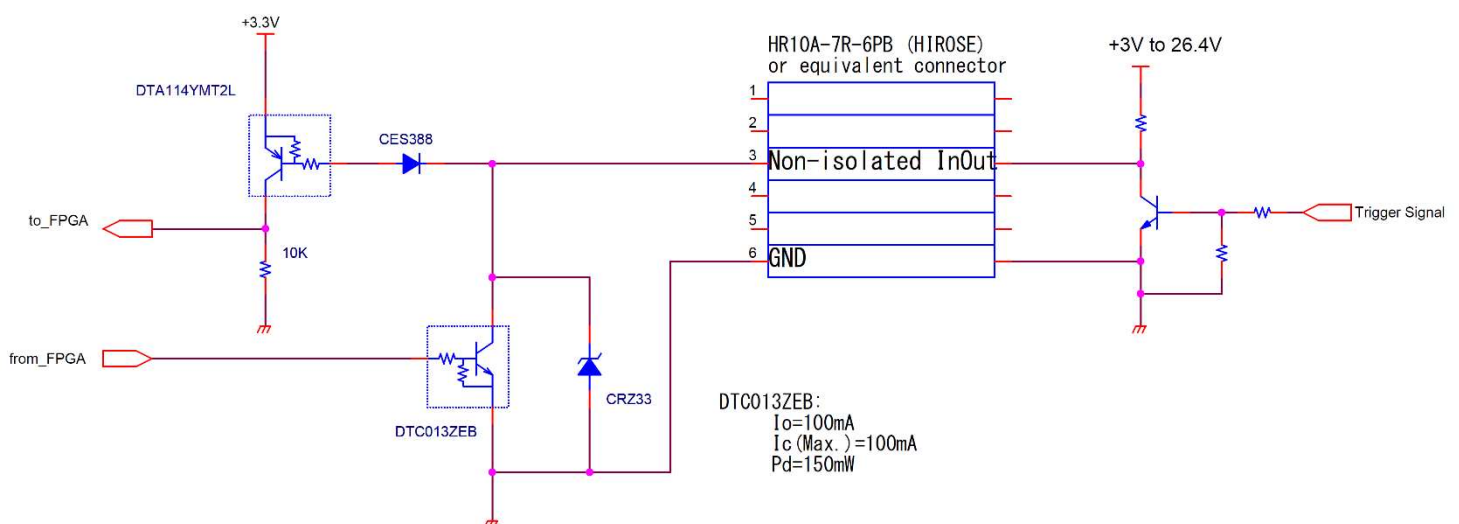 +3.3V
HR10A-7R-6PB (HIROSE)
or equivalent connector
+3V to 26.4V
DTA114YMT2L
1
CES388
2
3
Non-isolated InOut
4
to_FPGA
Trigger Signal
5
10K
6
GND
from_FPGA
CRZ33
DTC013ZEB
DTC013ZEB:
Io=100mA
Ic(Max.)=100mA
Pd=150mW